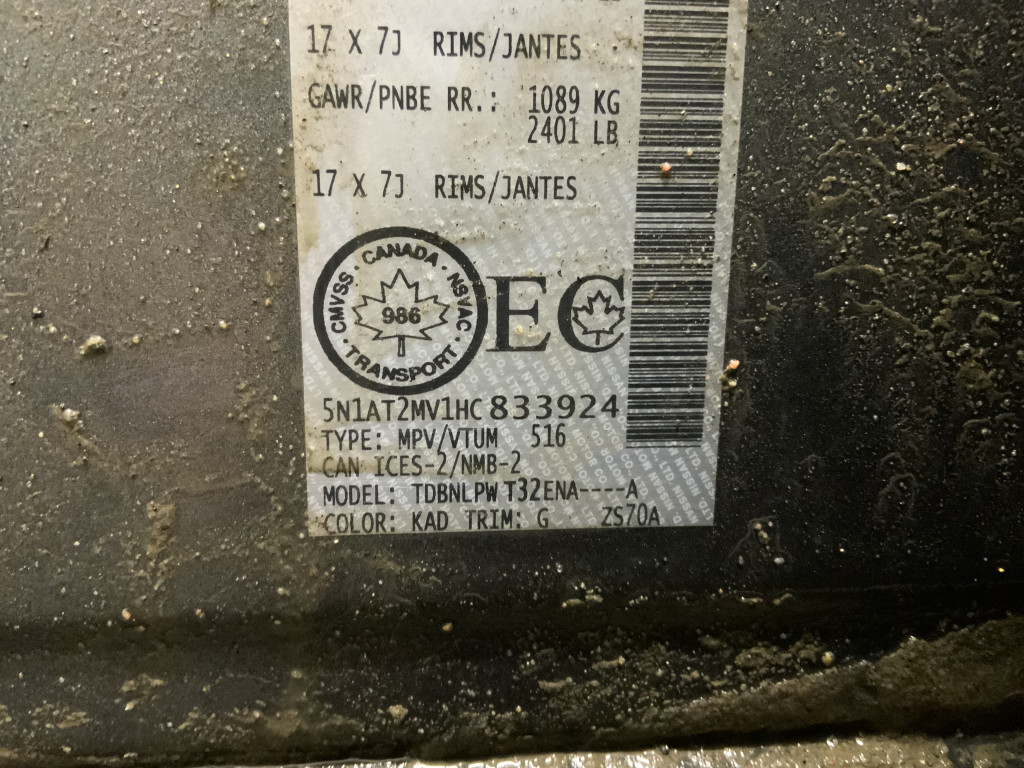 17 X 7J RIMS/JANTES
GAWR/PNBE RR.: 1089 KG
2401 LB
17 X 7J RIMS/JANTES
CMVSS · CANADA · NSVAC · TRANSPORT ·
986
EC
5N1AT2MV1HC833924
TYPE: MPV/VTUM 516
CAN ICES-2/NMB-2
MODEL: TDBNLPW T32ENA----A
COLOR: KAD TRIM: G ZS70A